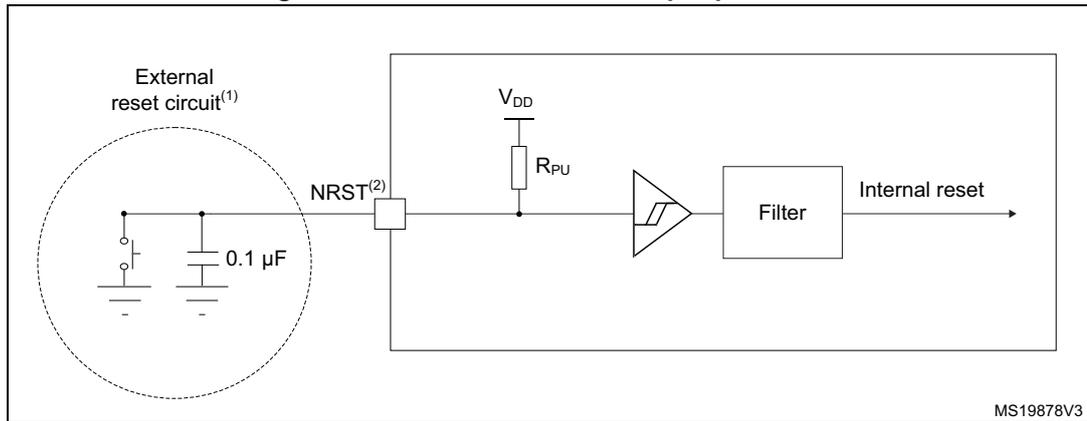 External
reset circuit(1)
VDD
RPU
NRST(2)
Internal reset
Filter
0.1 µF
MS19878V3